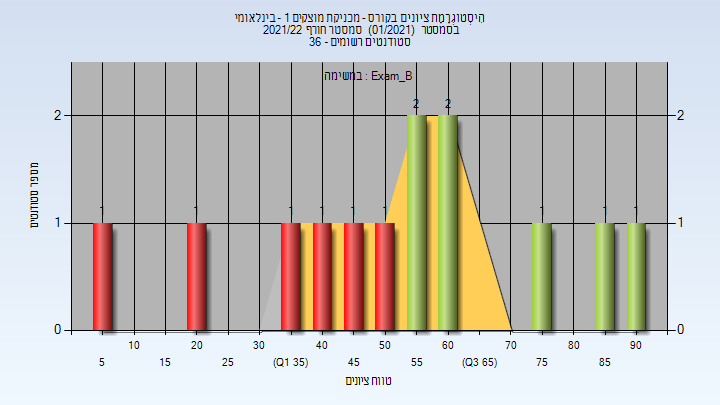 היסטוגרמת ציונים בקורס - מכניקת מוצקים 1 - בינלאומי
בסמסטר (01/2021) סמסטר חורף 2021/22
סטודנטים רשומים - 36
במשימה : Exam_B
מספר סטודנטים
2 2
1 1
0 0
2 2
1 1 1 1 1 1 1 1 1
10 20 30 40 50 60 70 80 90
5 15 25 (Q1 35) 45 55 (Q3 65) 75 85
טווח ציונים